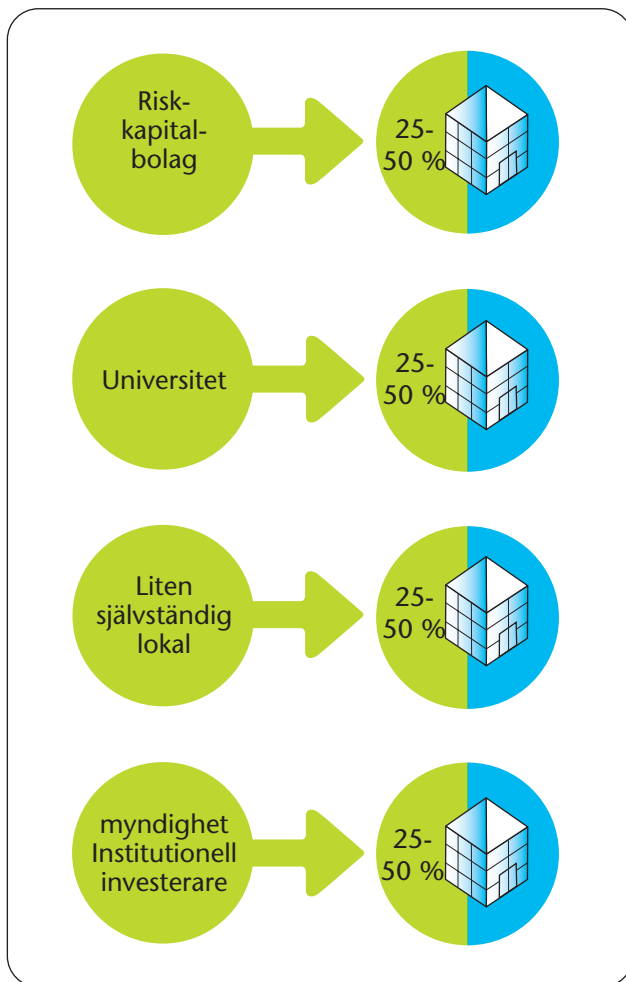 Risk-
kapital-
bolag
25-
50 %
Universitet
25-
50 %
Liten
självständig
lokal
25-
50 %
myndighet
Institutionell
investerare
25-
50 %